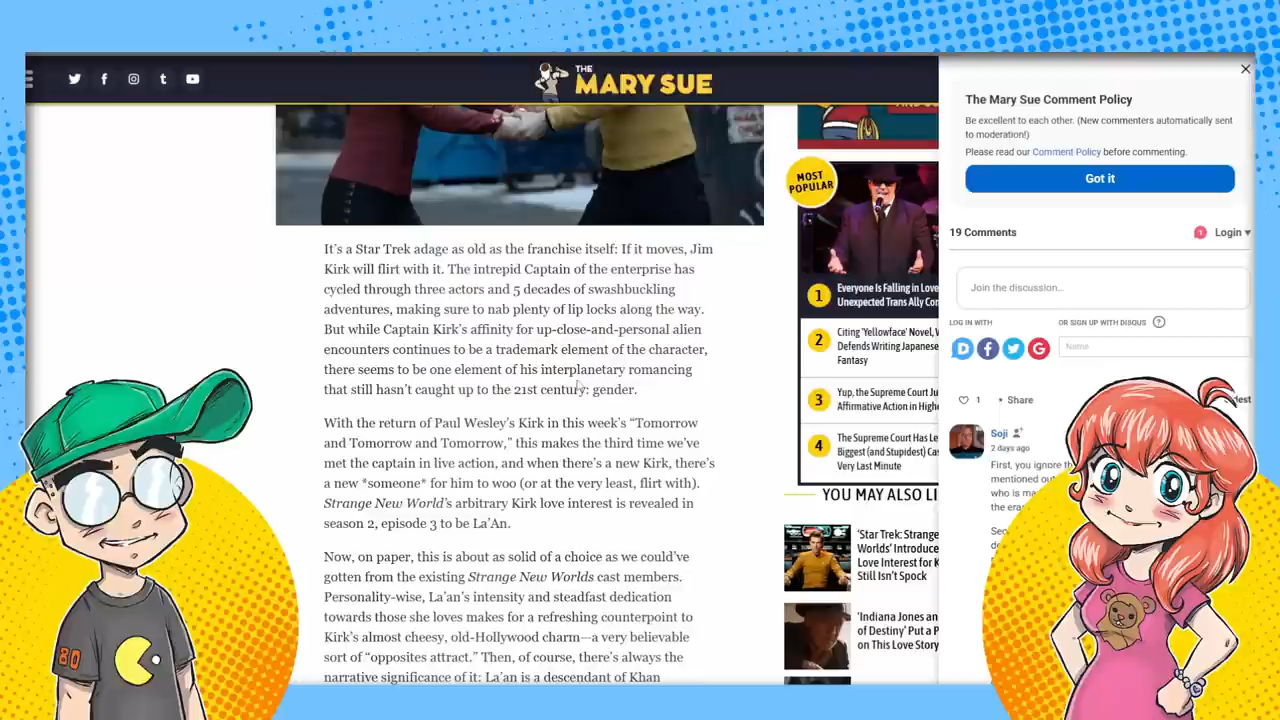 THE
MARY SUE
It's a Star Trek adage as old as the franchise itself: If it moves, Jim
Kirk will flirt with it. The intrepid Captain of the enterprise has
cycled through three actors and 5 decades of swashbuckling
adventures, making sure to nab plenty of lip locks along the way.
But while Captain Kirk's affinity for up-close-and-personal alien
encounters continues to be a trademark element of the character,
there seems to be one element of his interplanetary romancing
that still hasn't caught up to the 21st century: gender.
With the return of Paul Wesley's Kirk in this week's “Tomorrow
and Tomorrow and Tomorrow,” this makes the third time we've
met the captain in live action, and when there's a new Kirk, there's
a new *someone* for him to woo (or at the very least, flirt with).
Strange New World's arbitrary Kirk love interest is revealed in
season 2, episode 3 to be La'An.
Now, on paper, this is about as solid of a choice as we could've
gotten from the existing Strange New Worlds cast members.
Personality-wise, La'an's intensity and steadfast dedication
towards those she loves makes for a refreshing counterpoint to
Kirk's almost cheesy, old-Hollywood charm—a very believable
sort of “opposites attract.” Then, of course, there's always the
narrative significance of it: La'an is a descendant of Khan
MOST
POPULAR
1
Everyone Is Falling in Love
Unexpected Trans Ally
2
Citing 'Yellowface' Novel,
Defends Writing Japanese
Fantasy
3
Yup, the Supreme Court
Affirmative Action in
4
The Supreme Court Has
Biggest (and Stupidest)
Very Last Minute
YOU MAY ALSO
'Star Trek: Strange
Worlds' Introduce
Love Interest for
Still Isn't Spock
'Indiana Jones an
of Destiny' Put a
on This Love Story
The Mary Sue Comment Policy
Be excellent to each other. (New commenters automatically sent
to moderation!)
Please read our Comment Policy before commenting.
Got it
19 Comments
1
Login
Join the discussion...
LOG IN WITH
OR SIGN UP WITH DISQUS ?
Name
1
• Share
Soji
2 days ago
First, you ignore
mentioned
who is
the
80